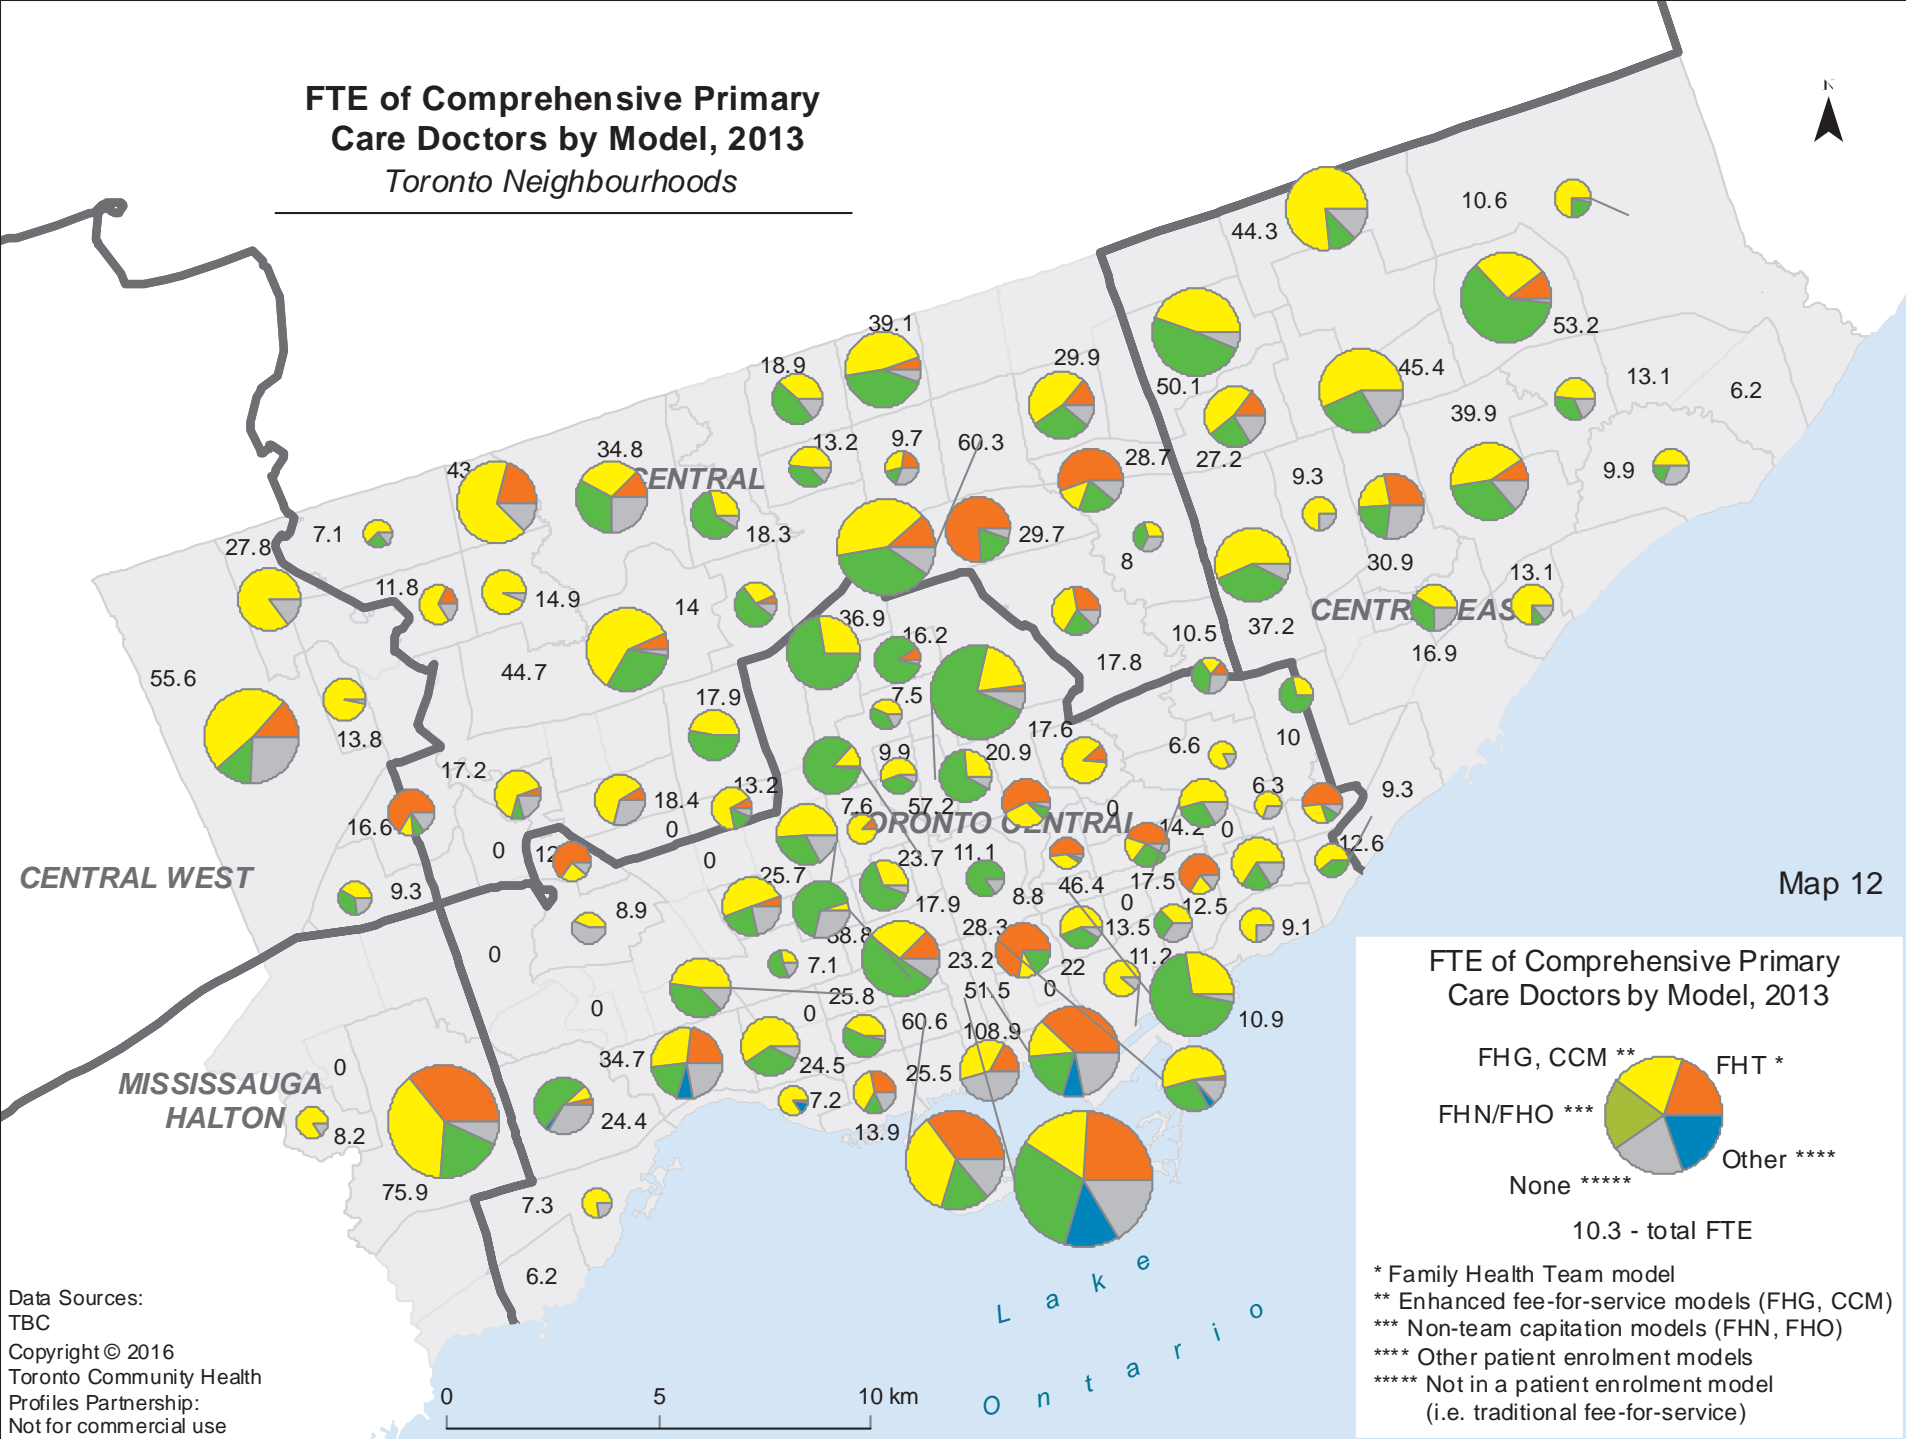 FTE of Comprehensive Primary
Care Doctors by Model, 2013
Toronto Neighbourhoods
N
44.3
10.6
53.2
39.1
18.9
29.9
50.1
45.4
13.1
6.2
39.9
34.8
43
CENTRAL
13.2
9.7
60.3
28.7
27.2
9.3
9.9
7.1
27.8
18.3
29.7
8
30.9
13.1
11.8
14.9
14
36.9
16.2
10.5
37.2
CENTRAL EAST
16.9
55.6
44.7
17.9
7.5
17.8
13.8
17.2
9.9
20.9
17.6
6.6
10
16.6
18.4
13.2
7.6
57.2
0
6.3
9.3
TORONTO CENTRAL
0
14.2
0
12.6
0
12
0
25.7
23.7
11.1
CENTRAL WEST
9.3
8.9
17.9
8.8
46.4
17.5
0
12.5
Map 12
38.8
28.3
13.5
9.1
0
7.1
23.2
22
11.2
25.8
51.5
0
0
0
60.6
108.9
10.9
34.7
24.5
25.5
0
MISSISSAUGA
HALTON
8.2
24.4
7.2
13.9
75.9
7.3
6.2
Lake
Ontario
FTE of Comprehensive Primary
Care Doctors by Model, 2013
FHG, CCM **
FHT *
FHN/FHO ***
Other ****
None *****
10.3 - total FTE
* Family Health Team model
** Enhanced fee-for-service models (FHG, CCM)
*** Non-team capitation models (FHN, FHO)
**** Other patient enrolment models
***** Not in a patient enrolment model
(i.e. traditional fee-for-service)
Data Sources:
TBC
Copyright © 2016
Toronto Community Health
Profiles Partnership:
Not for commercial use
0 5 10 km